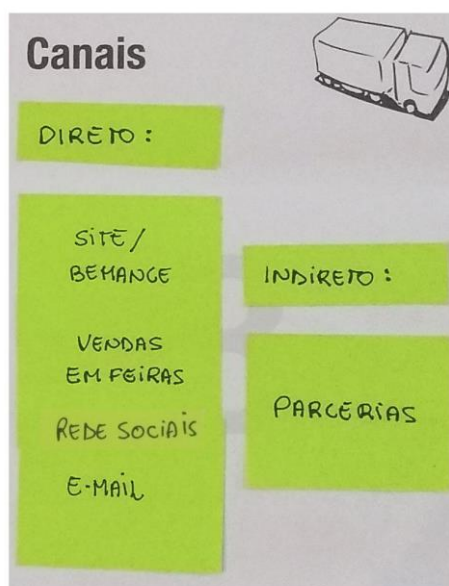 Canais
DIRETO:
SITE/
BEHANCE
VENDAS
EM FEIRAS
REDE SOCIAIS
E-MAIL
INDIRETO:
PARCERIAS